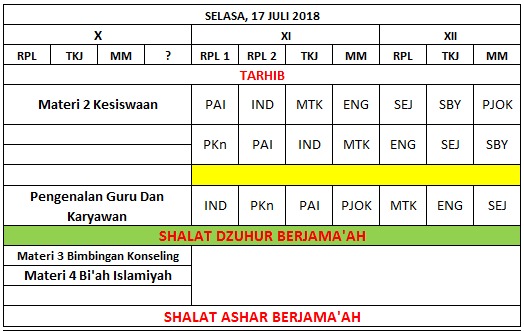 SELASA, 17 JULI 2018
X XI XII
RPL TKJ MM ? RPL 1 RPL 2 TKJ MM RPL TKJ MM
TARHIB
Materi 2 Kesiswaan PAI IND MTK ENG SEJ SBY PJOK
PKn PAI IND MTK ENG SEJ SBY
Pengenalan Guru Dan
Karyawan
IND PKn PAI PJOK MTK ENG SEJ
SHALAT DZUHUR BERJAMA'AH
Materi 3 Bimbingan Konseling
Materi 4 Bi'ah Islamiyah
SHALAT ASHAR BERJAMA'AH